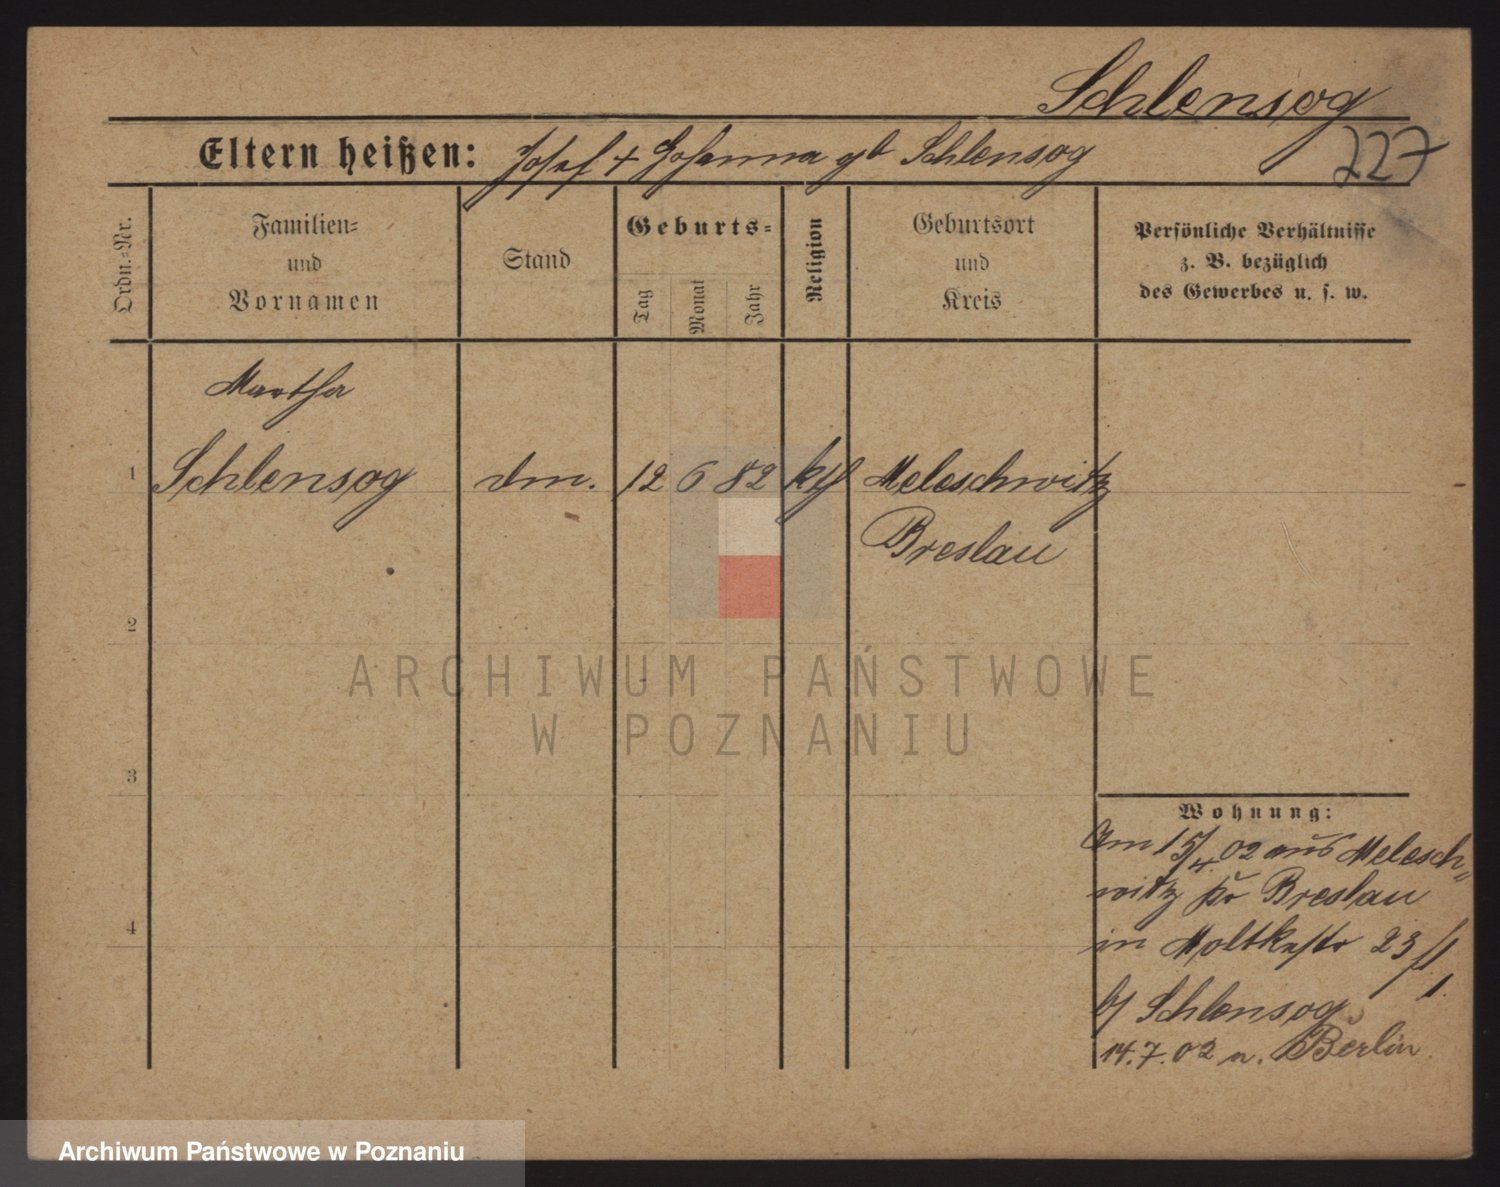 Schlensog
Eltern heißen: Josef + Johanna gb Schlensog
227
Ordn.-Nr.
Familien-
und
Vornamen
Stand
Geburts-
Tag
Monat
Jahr
Religion
Geburtsort
und
Kreis
Persönliche Verhältnisse
z. B. bezüglich
des Gewerbes u. s. w.
Martha
1 Schlensog dm. 12 6 82 kth Meleschwitz
Breslau
2
ARCHIWUM PAŃSTWOWE
W POZNANIU
3
Wohnung:
Am 15/4 02 aus Melesch-
witz Kr Breslau
in Moltkestr 23
b/ Schlensog
4
14.7.02 n. Berlin
Archiwum Państwowe w Poznaniu